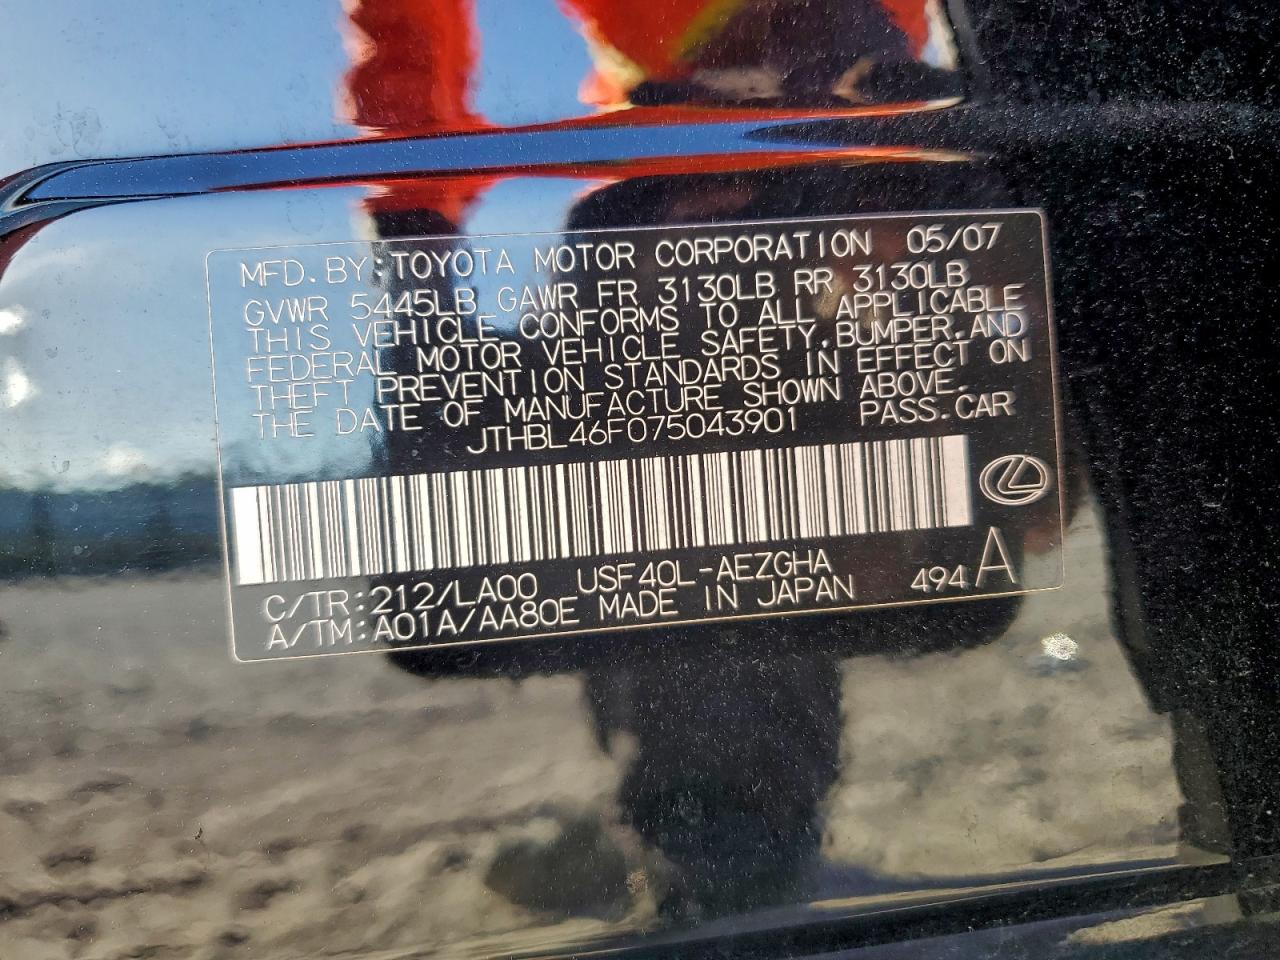 MFD.BY:TOYOTA MOTOR CORPORATION 05/07
GVWR 5445LB GAWR FR 3130LB RR 3130LB
THIS VEHICLE CONFORMS TO ALL APPLICABLE
FEDERAL MOTOR VEHICLE SAFETY,BUMPER,AND
THEFT PREVENTION STANDARDS IN EFFECT ON
THE DATE OF MANUFACTURE SHOWN ABOVE.
JTHBL46F075043901 PASS.CAR
C/TR:212/LA00 USF40L-AEZGHA
A/TM:A01A/AA80E MADE IN JAPAN 494 A